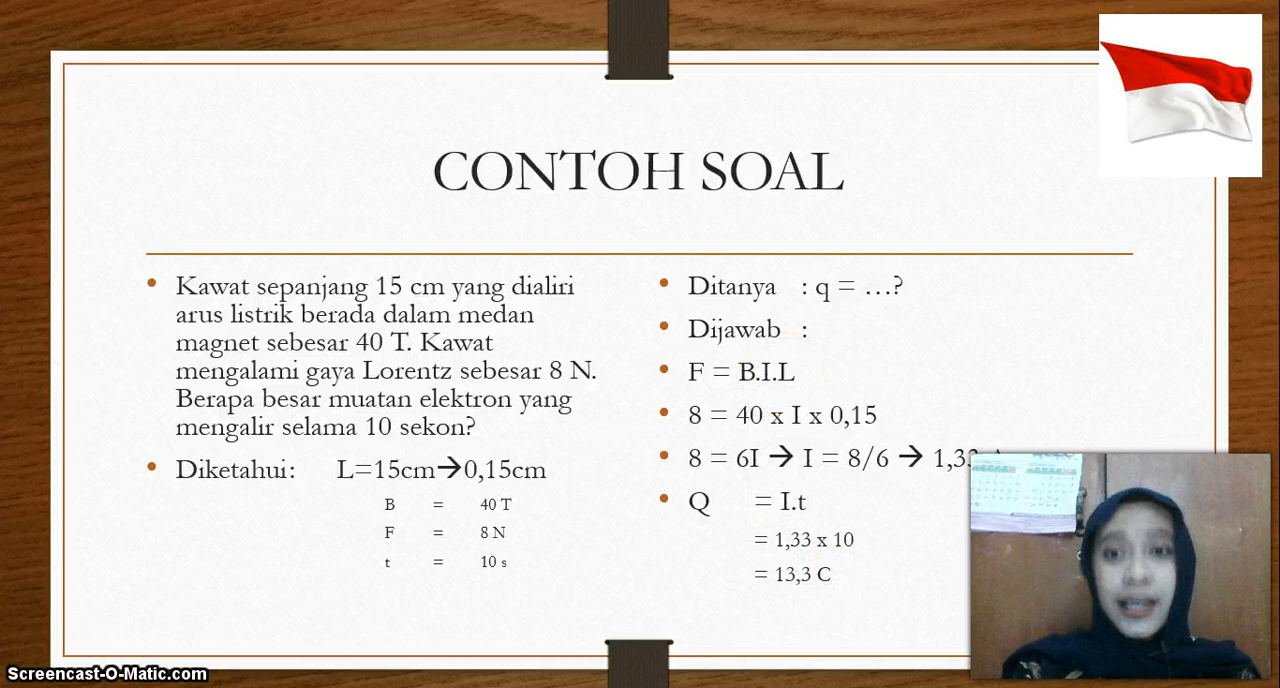 CONTOH SOAL
• Kawat sepanjang 15 cm yang dialiri
arus listrik berada dalam medan
magnet sebesar 40 T. Kawat
mengalami gaya Lorentz sebesar 8 N.
Berapa besar muatan elektron yang
mengalir selama 10 sekon?
• Diketahui: L=15cm→0,15cm
B = 40 T
F = 8 N
t = 10 s
• Ditanya : q = …?
• Dijawab :
• F = B.I.L
• 8 = 40 x I x 0,15
• 8 = 6I → I = 8/6 → 1,33
• Q = I.t
= 1,33 x 10
= 13,3 C
Screencast-O-Matic.com